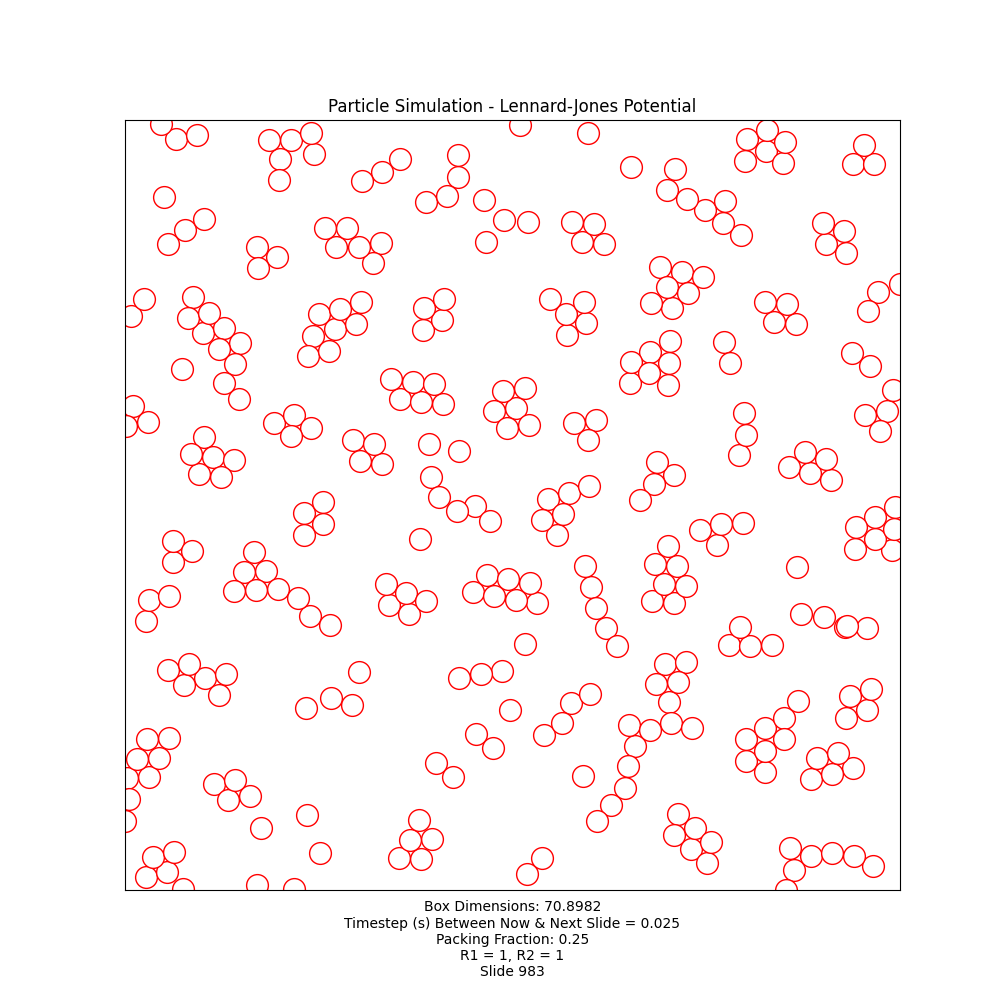 Particle Simulation - Lennard-Jones Potential
Box Dimensions: 70.8982
Timestep (s) Between Now & Next Slide = 0.025
Packing Fraction: 0.25
R1 = 1, R2 = 1
Slide 983